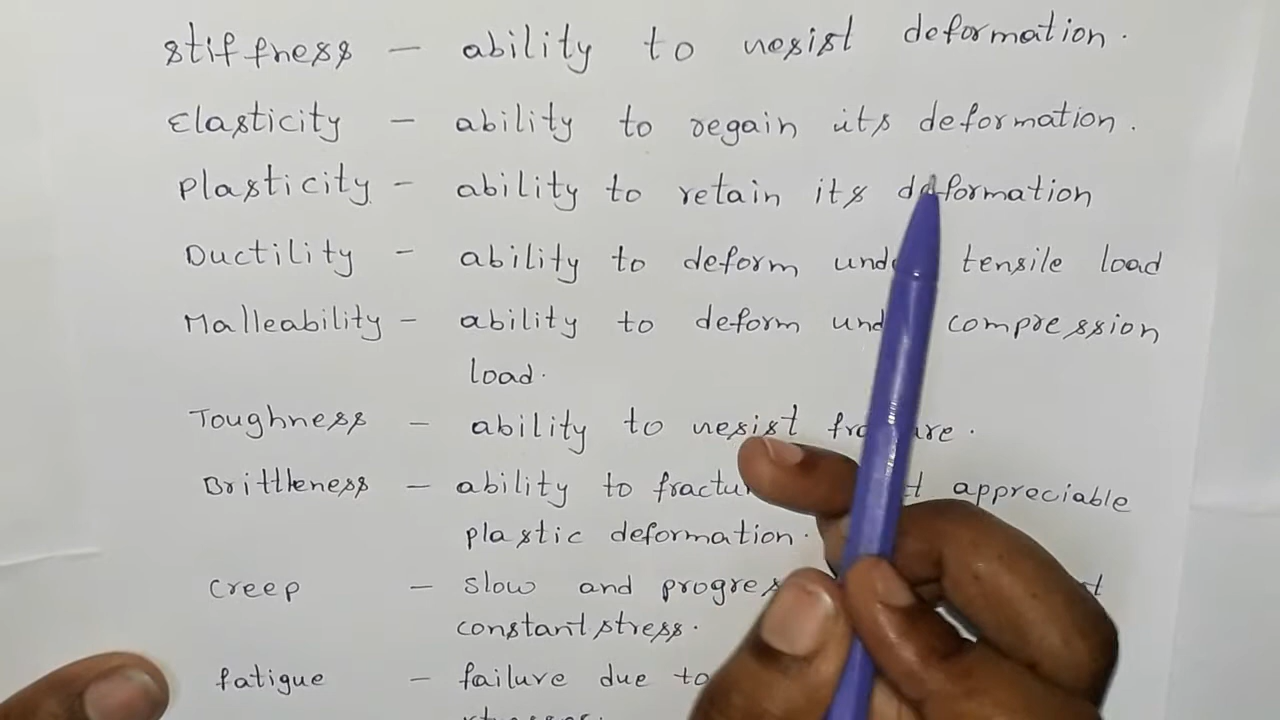 stiffness - ability to resist deformation.
Elasticity - ability to regain its deformation.
Plasticity - ability to retain its deformation
Ductility - ability to deform tensile load
Malleability - ability to deform compression
load.
Toughness - ability to resist
Brittleness - ability to appreciable
plastic deformation.
creep - slow and
constant stress.
fatigue - failure due to